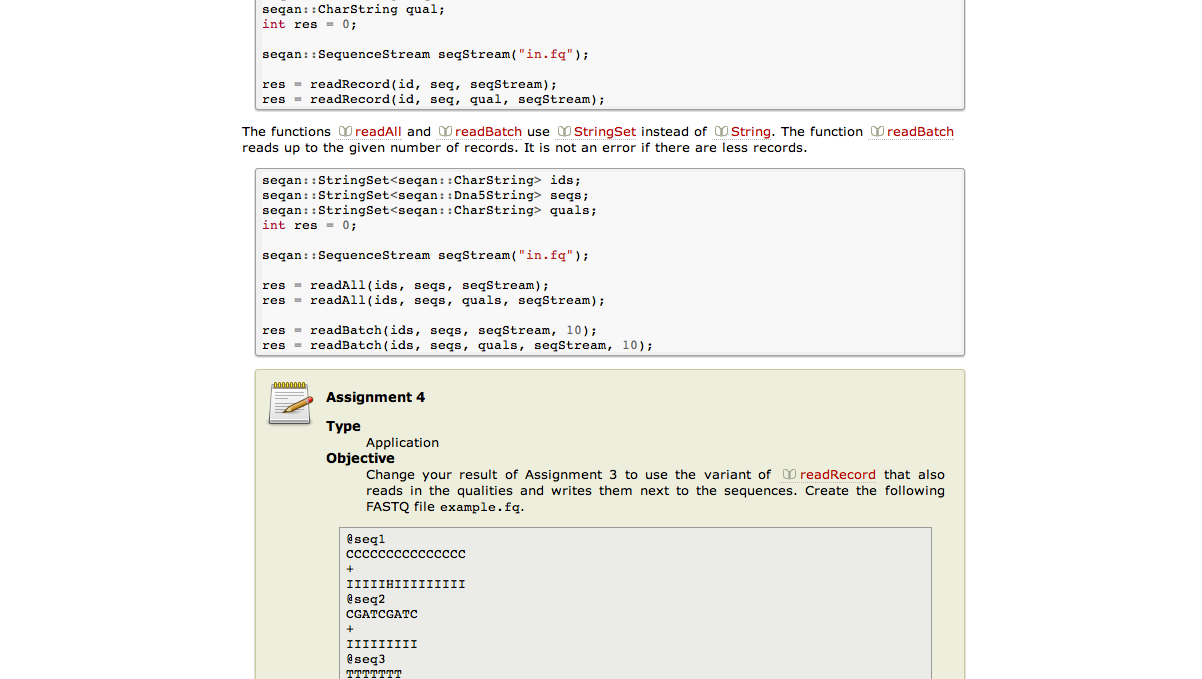 seqan::CharString qual;
int res = 0;
seqan::SequenceStream seqStream("in.fq");
res = readRecord(id, seq, seqStream);
res = readRecord(id, seq, qual, seqStream);
The functions readAll and readBatch use StringSet instead of String. The function readBatch
reads up to the given number of records. It is not an error if there are less records.
seqan::StringSet<seqan::CharString> ids;
seqan::StringSet<seqan::Dna5String> seqs;
seqan::StringSet<seqan::CharString> quals;
int res = 0;
seqan::SequenceStream seqStream("in.fq");
res = readAll(ids, seqs, seqStream);
res = readAll(ids, seqs, quals, seqStream);
res = readBatch(ids, seqs, seqStream, 10);
res = readBatch(ids, seqs, quals, seqStream, 10);
Assignment 4
Type
Application
Objective
Change your result of Assignment 3 to use the variant of readRecord that also
reads in the qualities and writes them next to the sequences. Create the following
FASTQ file example.fq.
@seq1
CCCCCCCCCCCCCCC
+
IIIIIHIIIIIIIII
@seq2
CGATCGATC
+
IIIIIIIII
@seq3
TTTTTTT